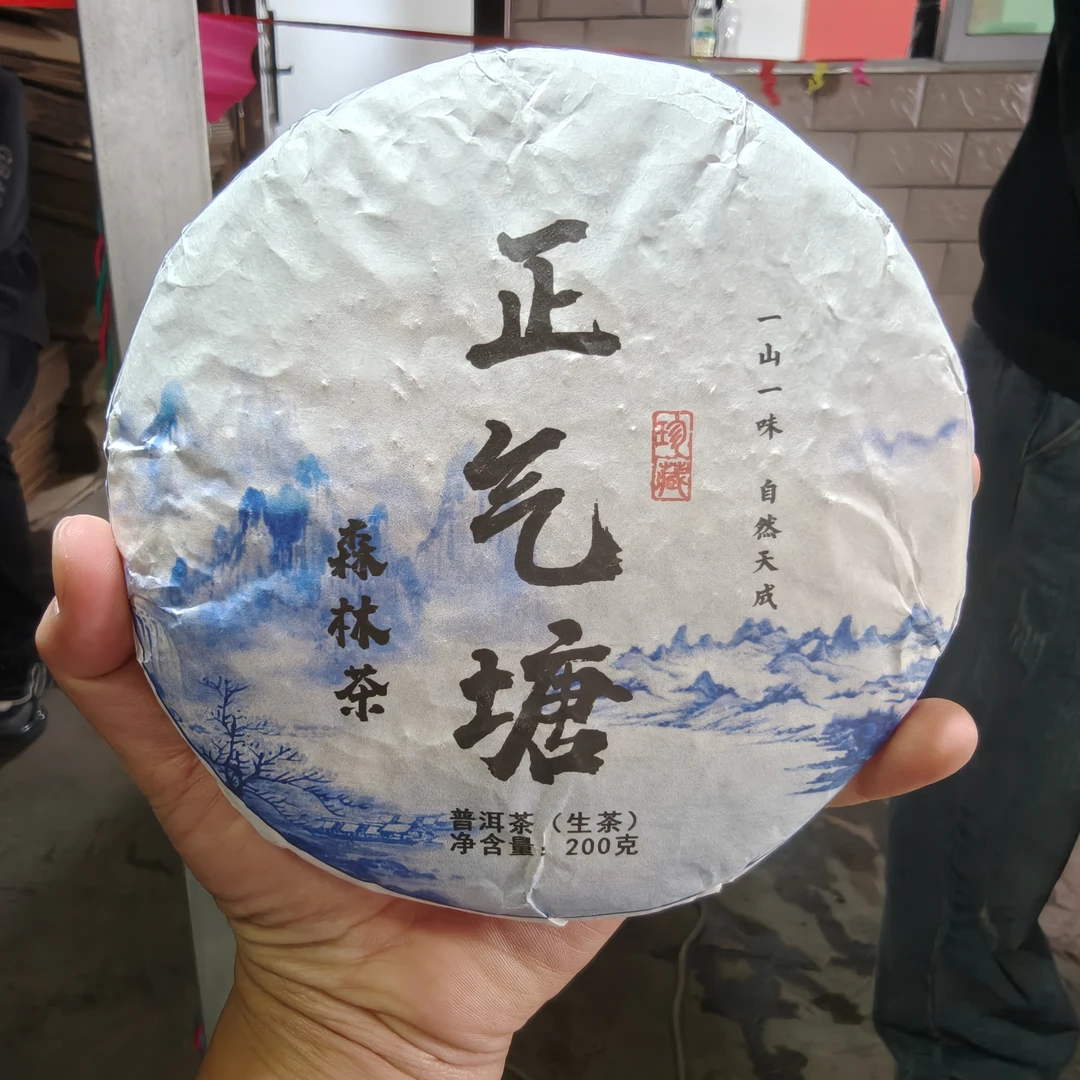 一山一味 自然天成
珍藏
正气塘
森林茶
普洱茶（生茶）
净含量：200克